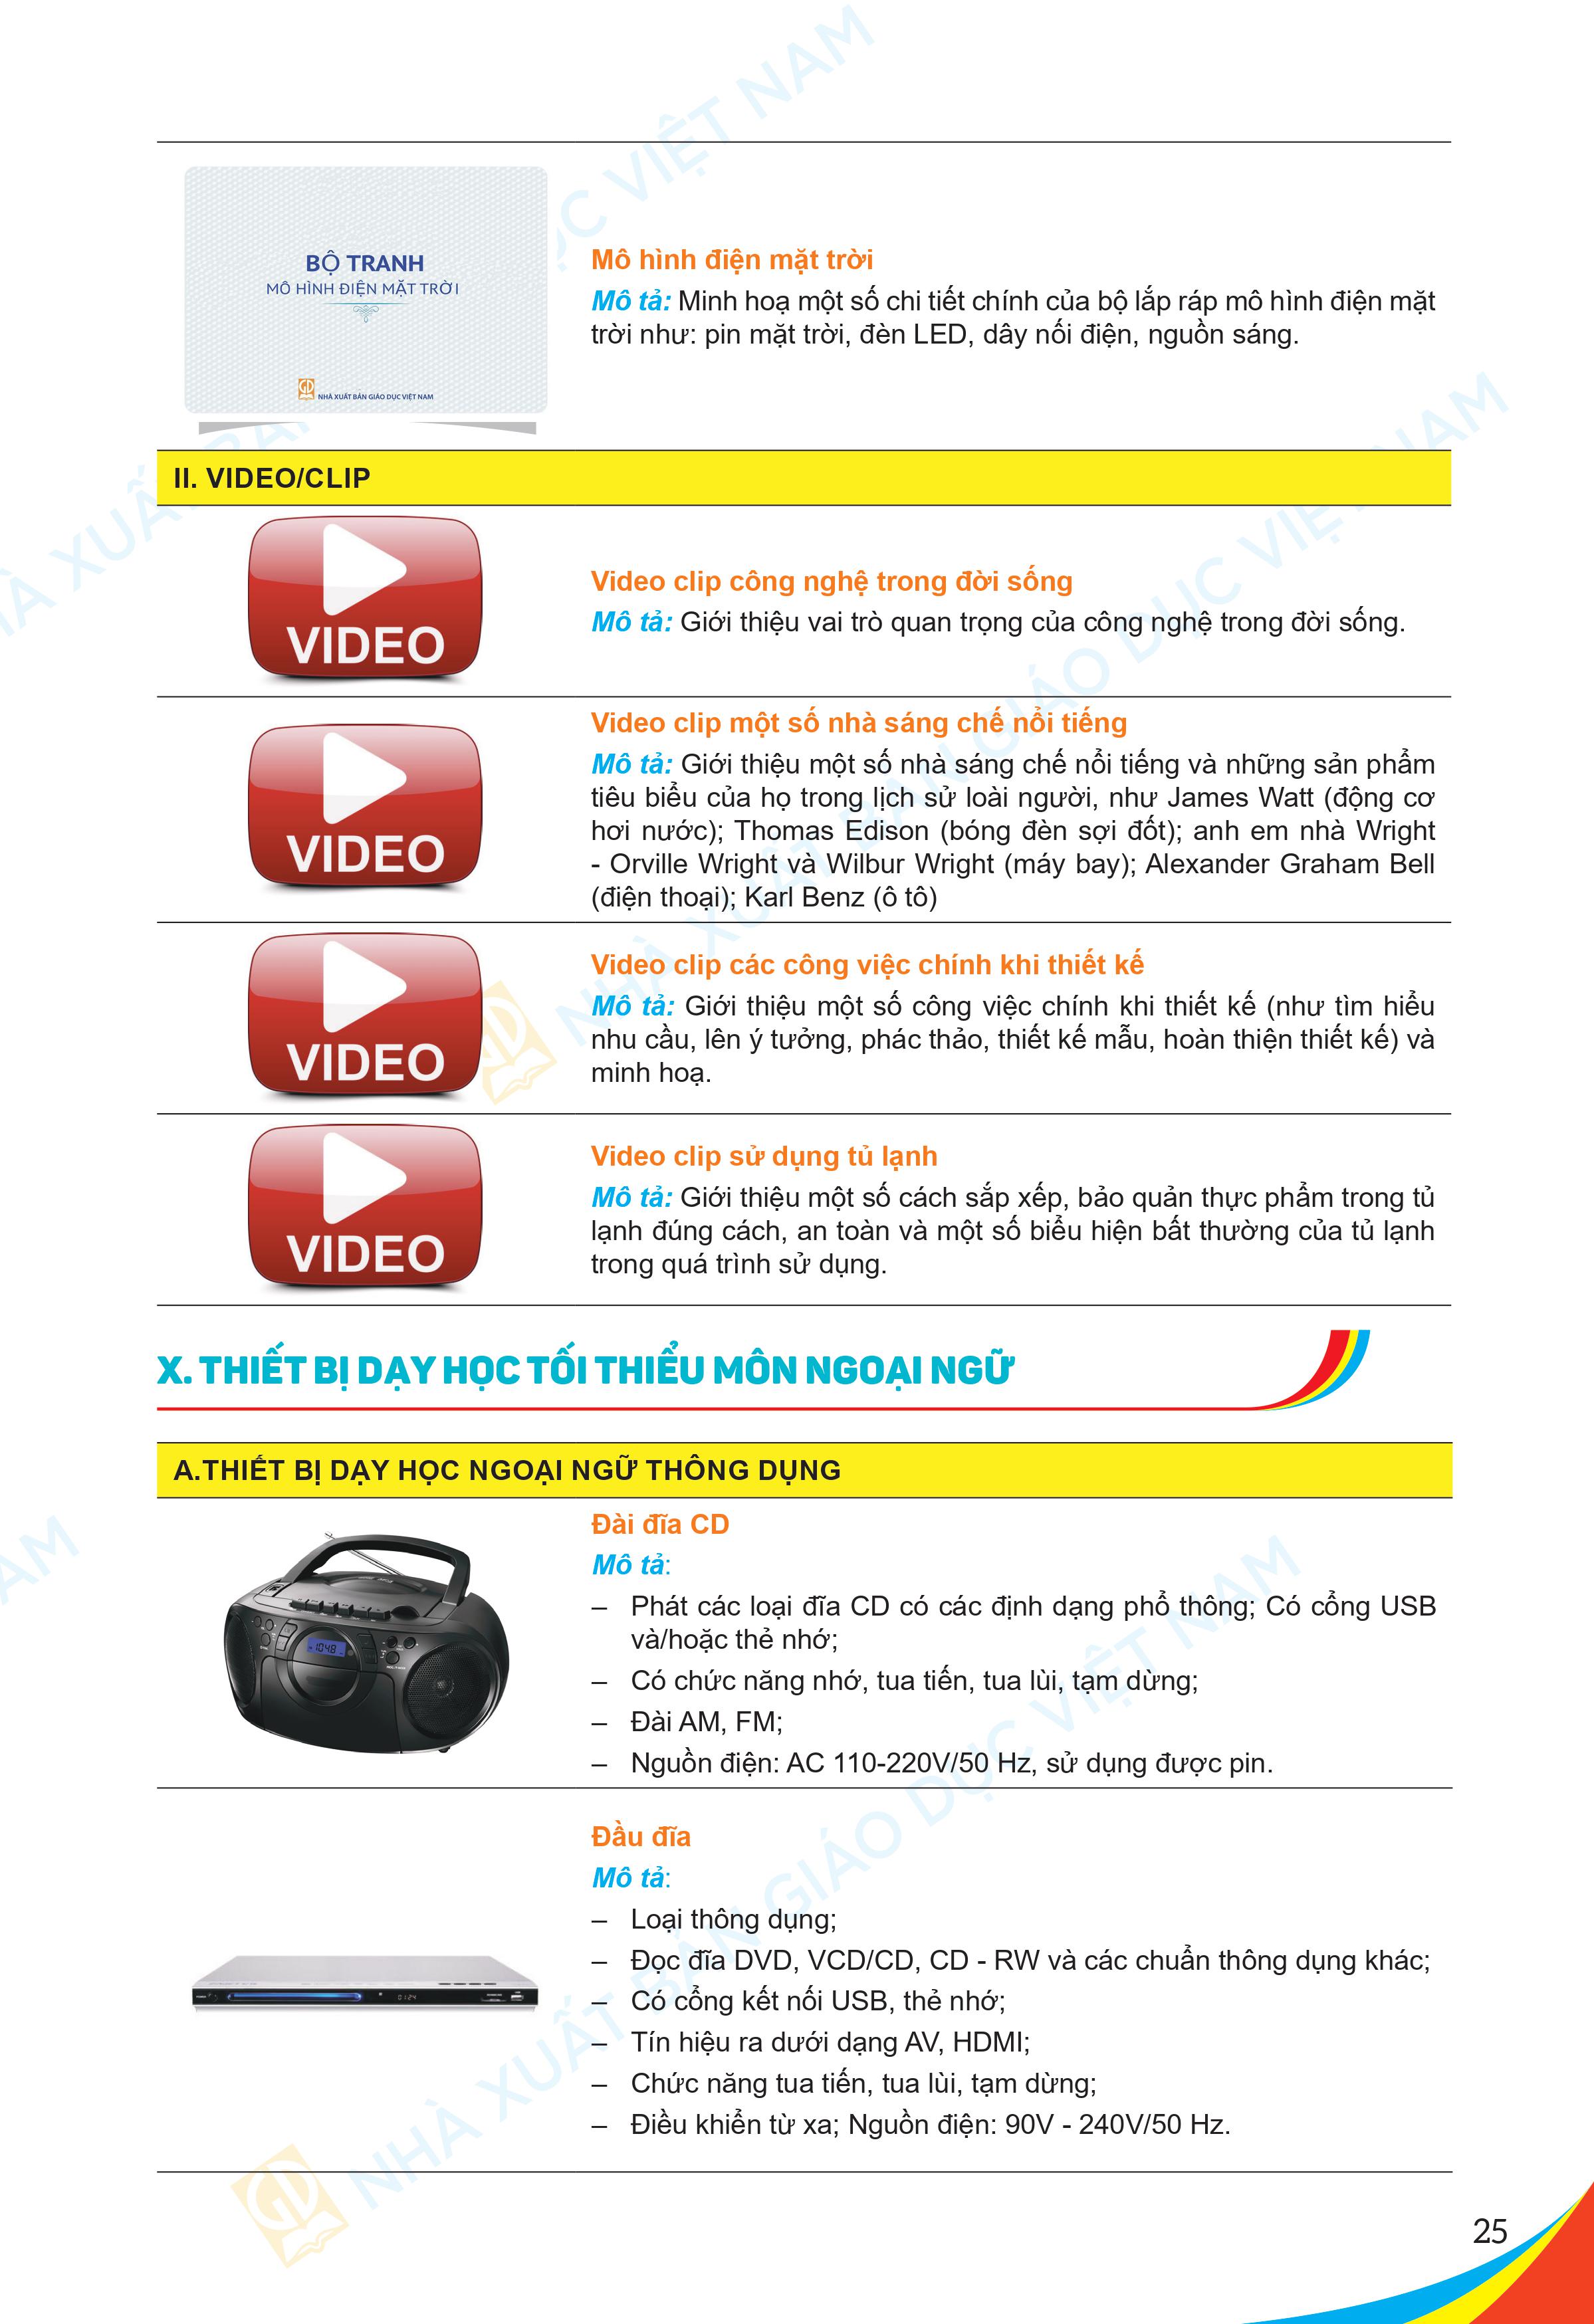 BỘ TRANH
MÔ HÌNH ĐIỆN MẶT TRỜI
NHÀ XUẤT BẢN GIÁO DỤC VIỆT NAM
Mô hình điện mặt trời
Mô tả: Minh hoạ một số chi tiết chính của bộ lắp ráp mô hình điện mặt
trời như: pin mặt trời, đèn LED, dây nối điện, nguồn sáng.
II. VIDEO/CLIP
VIDEO
Video clip công nghệ trong đời sống
Mô tả: Giới thiệu vai trò quan trọng của công nghệ trong đời sống.
VIDEO
Video clip một số nhà sáng chế nổi tiếng
Mô tả: Giới thiệu một số nhà sáng chế nổi tiếng và những sản phẩm
tiêu biểu của họ trong lịch sử loài người, như James Watt (động cơ
hơi nước); Thomas Edison (bóng đèn sợi đốt); anh em nhà Wright
- Orville Wright và Wilbur Wright (máy bay); Alexander Graham Bell
(điện thoại); Karl Benz (ô tô)
VIDEO
Video clip các công việc chính khi thiết kế
Mô tả: Giới thiệu một số công việc chính khi thiết kế (như tìm hiểu
nhu cầu, lên ý tưởng, phác thảo, thiết kế mẫu, hoàn thiện thiết kế) và
minh hoạ.
VIDEO
Video clip sử dụng tủ lạnh
Mô tả: Giới thiệu một số cách sắp xếp, bảo quản thực phẩm trong tủ
lạnh đúng cách, an toàn và một số biểu hiện bất thường của tủ lạnh
trong quá trình sử dụng.
X. THIẾT BỊ DẠY HỌC TỐI THIỂU MÔN NGOẠI NGỮ
A.THIẾT BỊ DẠY HỌC NGOẠI NGỮ THÔNG DỤNG
Đài đĩa CD
Mô tả:
– Phát các loại đĩa CD có các định dạng phổ thông; Có cổng USB
và/hoặc thẻ nhớ;
– Có chức năng nhớ, tua tiến, tua lùi, tạm dừng;
– Đài AM, FM;
– Nguồn điện: AC 110-220V/50 Hz, sử dụng được pin.
Đầu đĩa
Mô tả:
– Loại thông dụng;
– Đọc đĩa DVD, VCD/CD, CD - RW và các chuẩn thông dụng khác;
– Có cổng kết nối USB, thẻ nhớ;
– Tín hiệu ra dưới dạng AV, HDMI;
– Chức năng tua tiến, tua lùi, tạm dừng;
– Điều khiển từ xa; Nguồn điện: 90V - 240V/50 Hz.
NHÀ XUẤT BẢN GIÁO DỤC VIỆT NAM
25